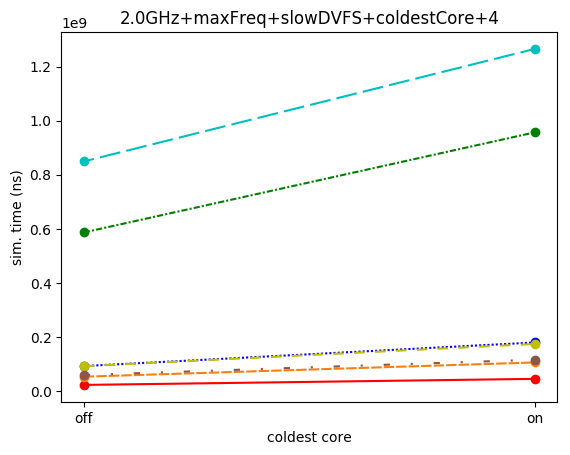 2.0GHz+maxFreq+slowDVFS+coldestCore+4
1e9
1.2
1.0
0.8
0.6
0.4
0.2
0.0
sim. time (ns)
off
on
coldest core